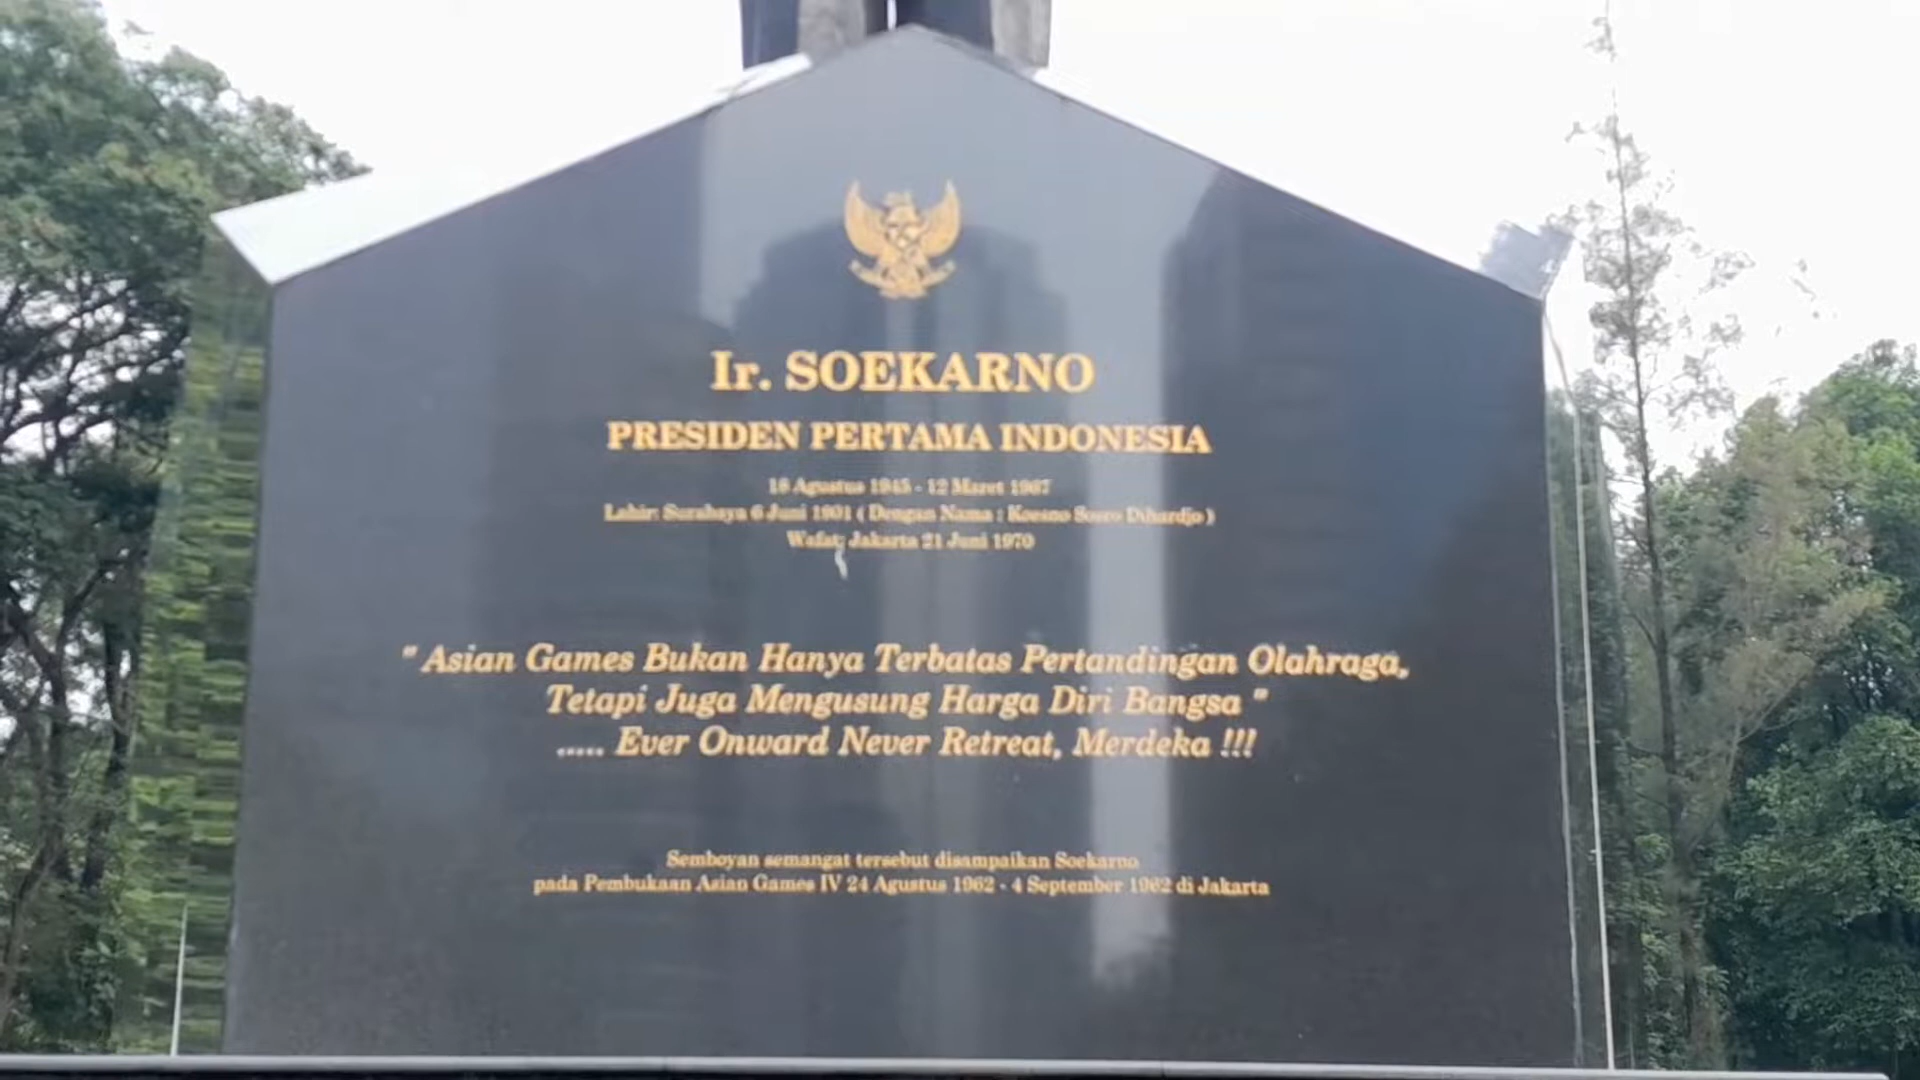 Ir. SOEKARNO
PRESIDEN PERTAMA INDONESIA
18 Agustus 1945 - 12 Maret 1967
Lahir: Surabaya 6 Juni 1901 ( Dengan Nama : Koesno Sosro Dihardjo )
Wafat: Jakarta 21 Juni 1970
" Asian Games Bukan Hanya Terbatas Pertandingan Olahraga,
Tetapi Juga Mengusung Harga Diri Bangsa "
..... Ever Onward Never Retreat, Merdeka !!!
Semboyan semangat tersebut disampaikan Soekarno
pada Pembukaan Asian Games IV 24 Agustus 1962 - 4 September 1962 di Jakarta